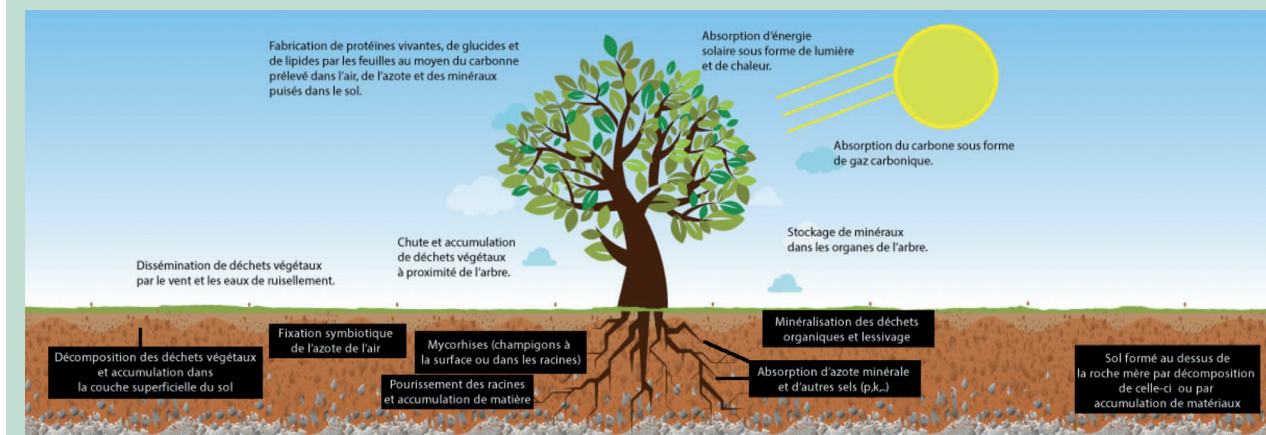 Fabrication de protéïnes vivantes, de glucides et
de lipides par les feuilles au moyen du carbonne
prélevé dans l'air, de l'azote et des minéraux
puisés dans le sol.
Absorption d'énergie
solaire sous forme de lumière
et de chaleur.
Absorption du carbone sous forme
de gaz carbonique.
Stockage de minéraux
dans les organes de l'arbre.
Chute et accumulation
de déchets végétaux
à proximité de l'arbre.
Dissémination de déchets végétaux
par le vent et les eaux de ruisellement.
Décomposition des déchets végétaux
et accumulation dans
la couche superficielle du sol
Fixation symbiotique
de l'azote de l'air
Mycorhises (champigons à
la surface ou dans les racines)
Pourissement des racines
et accumulation de matière
Minéralisation des déchets
organiques et lessivage
Absorption d'azote minérale
et d'autres sels (p,k,..)
Sol formé au dessus de
la roche mère par décomposition
de celle-ci ou par
accumulation de matériaux